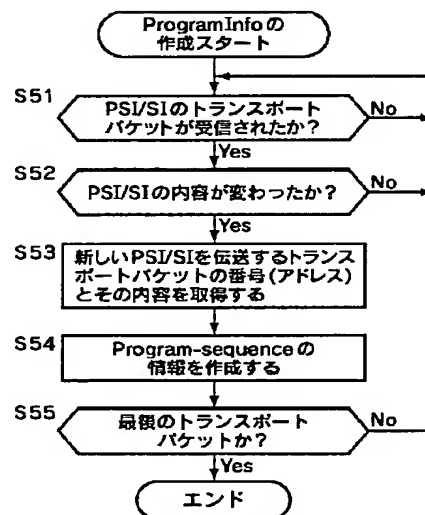 ProgramInfoの
作成スタート
S51
PSI/SIのトランスポート
パケットが受信されたか?
No
Yes
S52
PSI/SIの内容が変わったか?
No
Yes
S53
新しいPSI/SIを伝送するトランス
ポートパケットの番号(アドレス)
とその内容を取得する
S54
Program-sequenceの
情報を作成する
S55
最後のトランスポート
パケットか?
No
Yes
エンド